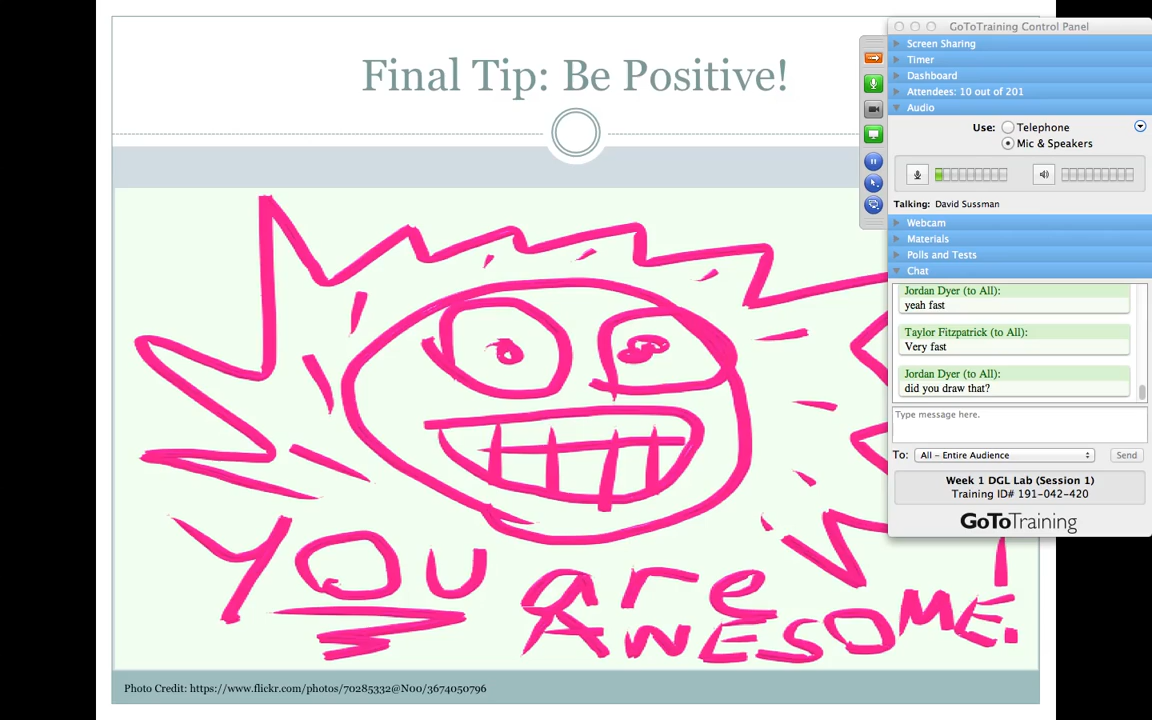 Final Tip: Be Positive!
YOU are
AWESOME.
Photo Credit: https://www.flickr.com/photos/70285332@N00/3674050796
GoToTraining Control Panel
Screen Sharing
Timer
Dashboard
Attendees: 10 out of 201
Audio
Use: Telephone
Mic & Speakers
Talking: David Sussman
Webcam
Materials
Polls and Tests
Chat
Jordan Dyer (to All):
yeah fast
Taylor Fitzpatrick (to All):
Very fast
Jordan Dyer (to All):
did you draw that?
Type message here.
To: All – Entire Audience Send
Week 1 DGL Lab (Session 1)
Training ID# 191-042-420
GoToTraining